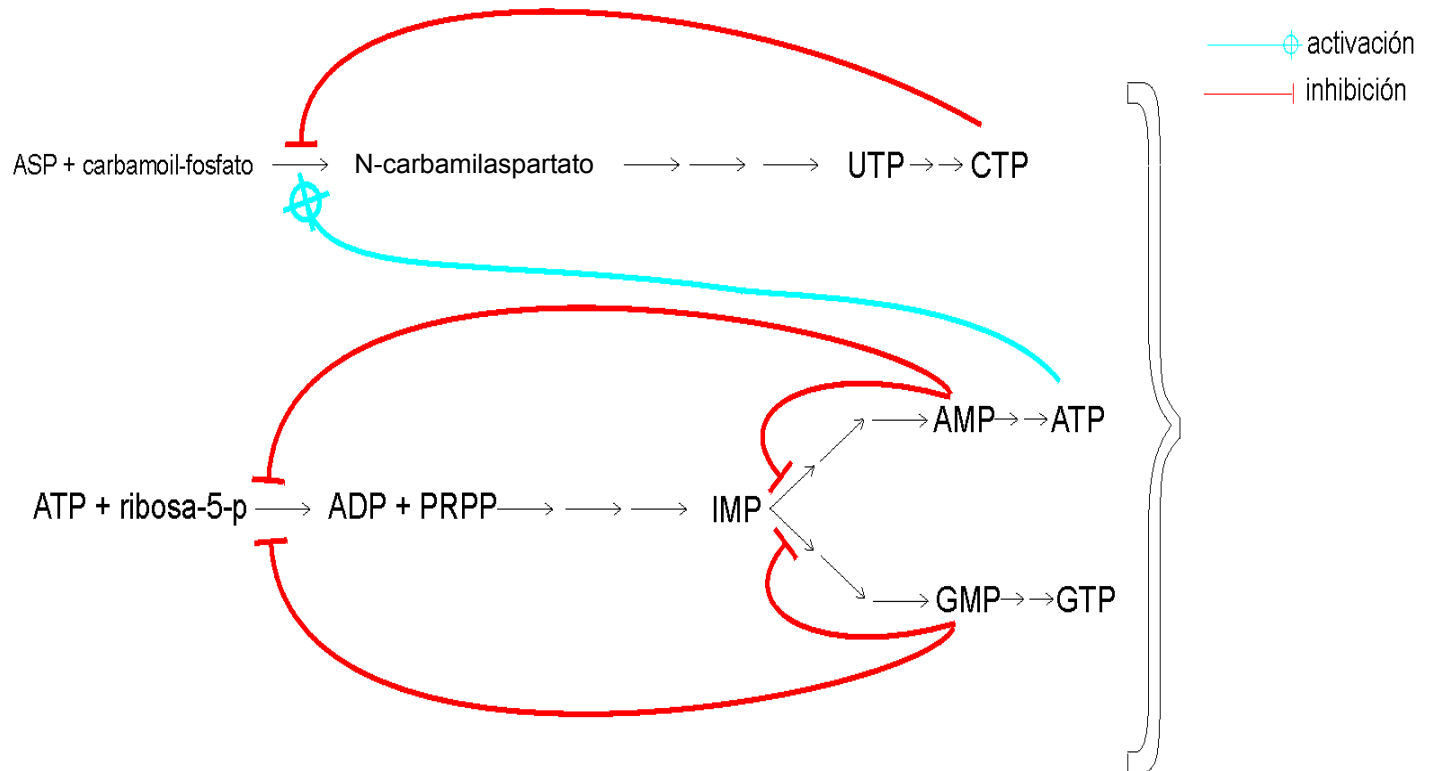 activación
inhibición
ASP + carbamoil-fosfato N-carbamilaspartato UTP CTP
AMP ATP
ATP + ribosa-5-p ADP + PRPP IMP
GMP GTP